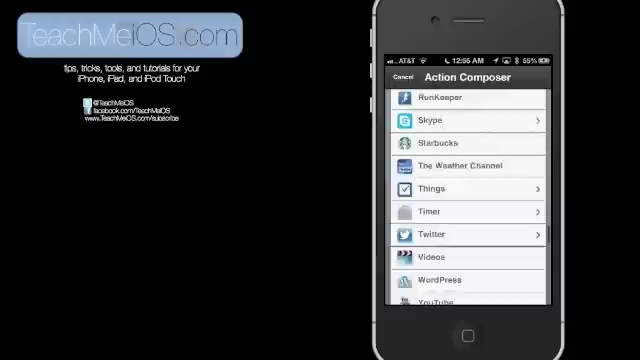 TeachMeiOS.com
tips, tricks, tools, and tutorials for your
iPhone, iPad, and iPod Touch
@TeachMeiOS
facebook.com/TeachMeiOS
www.TeachMeiOS.com/subscribe
AT&T 12:55 AM 55%
Cancel Action Composer
RunKeeper
Skype
Starbucks
The Weather Channel
Things
Timer
Twitter
Videos
WordPress
YouTube